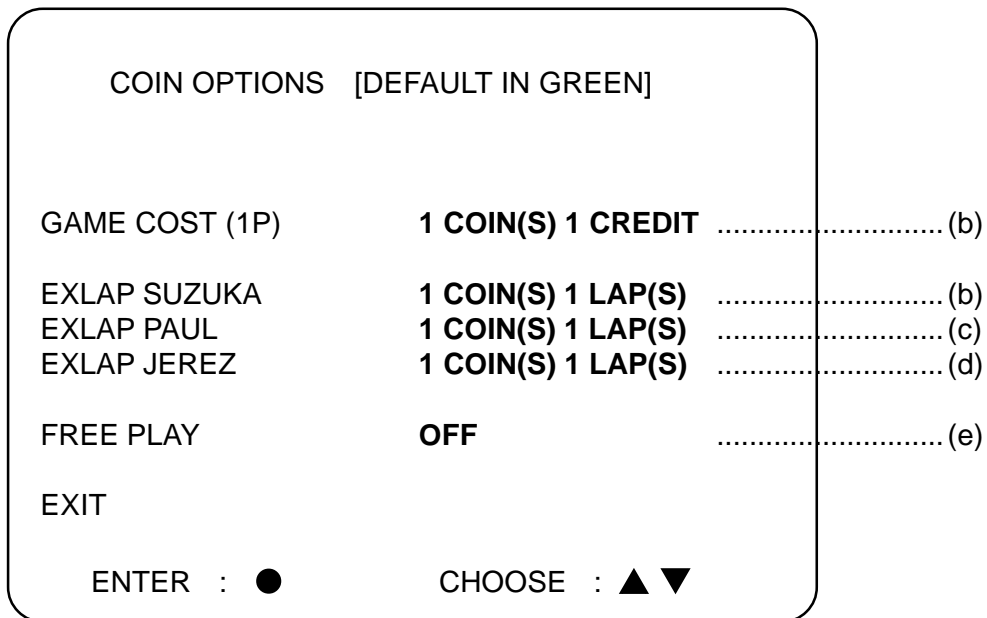 COIN OPTIONS [DEFAULT IN GREEN]
GAME COST (1P) 1 COIN(S) 1 CREDIT ........................... (b)
EXLAP SUZUKA 1 COIN(S) 1 LAP(S) ........................... (b)
EXLAP PAUL 1 COIN(S) 1 LAP(S) ........................... (c)
EXLAP JEREZ 1 COIN(S) 1 LAP(S) ........................... (d)
FREE PLAY OFF ........................... (e)
EXIT
ENTER : ● CHOOSE : ▲ ▼